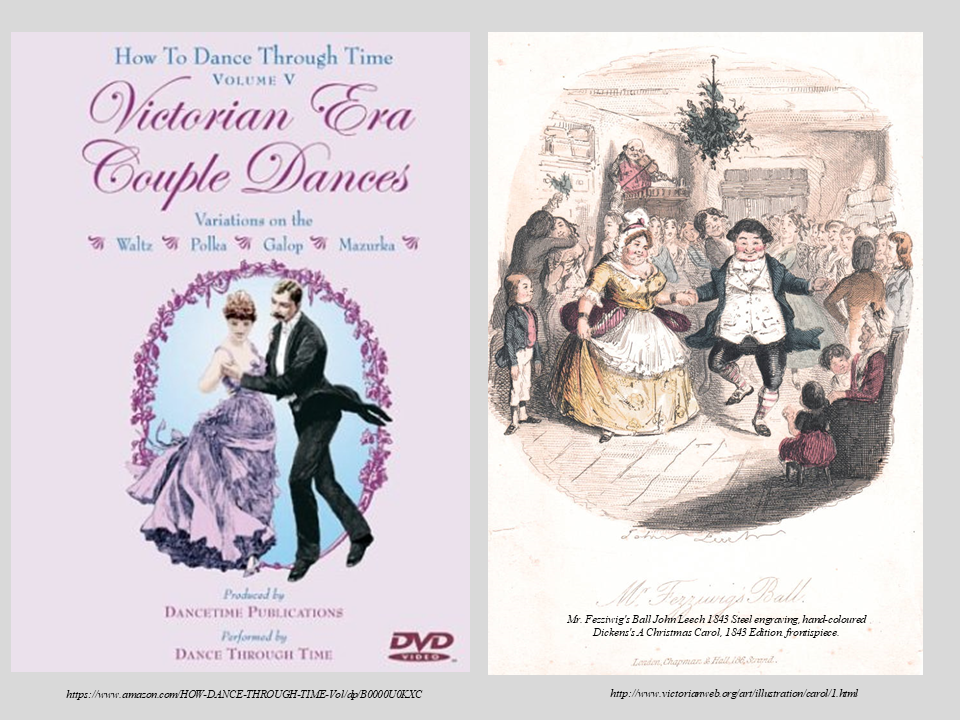 How To Dance Through Time
VOLUME V
Victorian Era
Couple Dances
Variations on the
Waltz Polka Galop Mazurka
Produced by
DANCETIME PUBLICATIONS
Performed by
DANCE THROUGH TIME
DVD
VIDEO
https://www.amazon.com/HOW-DANCE-THROUGH-TIME-Vol/dp/B0000U0KXC
John Leech
Mr. Fezziwig's Ball.
Mr. Fezziwig's Ball John Leech 1843 Steel engraving, hand-coloured
Dickens's A Christmas Carol, 1843 Edition. frontispiece.
London, Chapman & Hall, 186, Strand.
http://www.victorianweb.org/art/illustration/carol/1.html